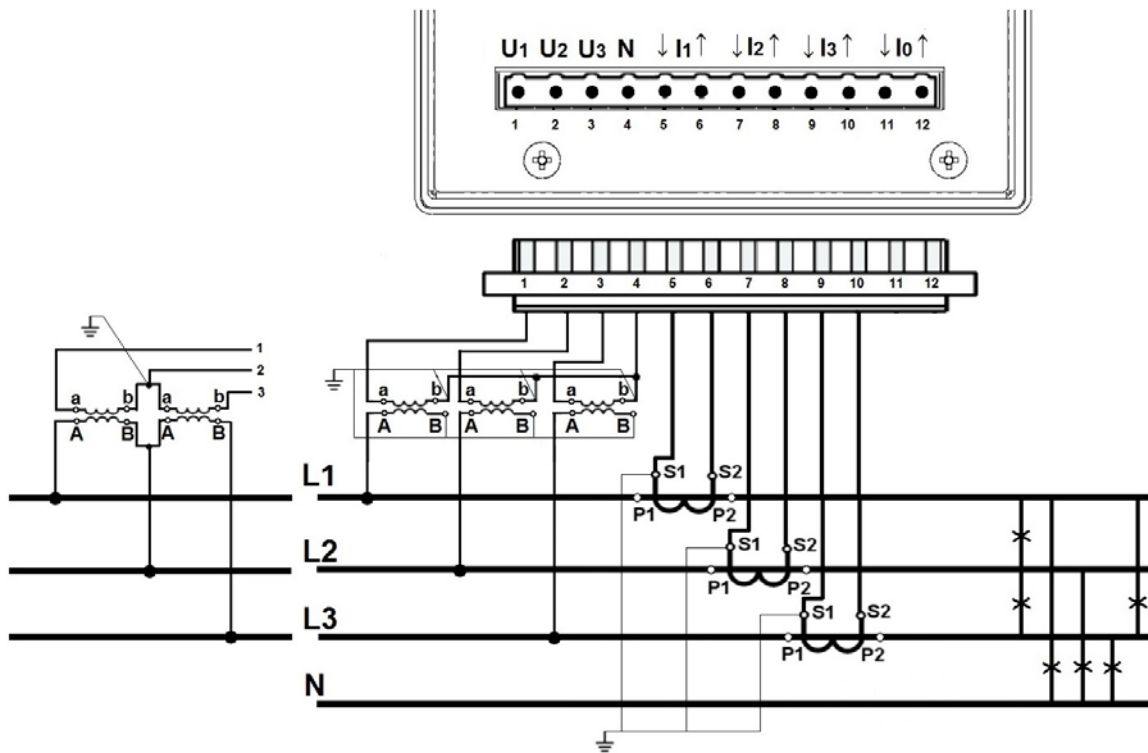 U1 U2 U3 N ↓ I1 ↑ ↓ I2 ↑ ↓ I3 ↑ ↓ I0 ↑
1 2 3 4 5 6 7 8 9 10 11 12
1 2 3 4 5 6 7 8 9 10 11 12
1
2
3
a b a b
A B A B
a b a b a b
A B A B A B
S1 S2
L1
P1 P2
S1 S2
L2
P1 P2
S1 S2
L3
P1 P2
N